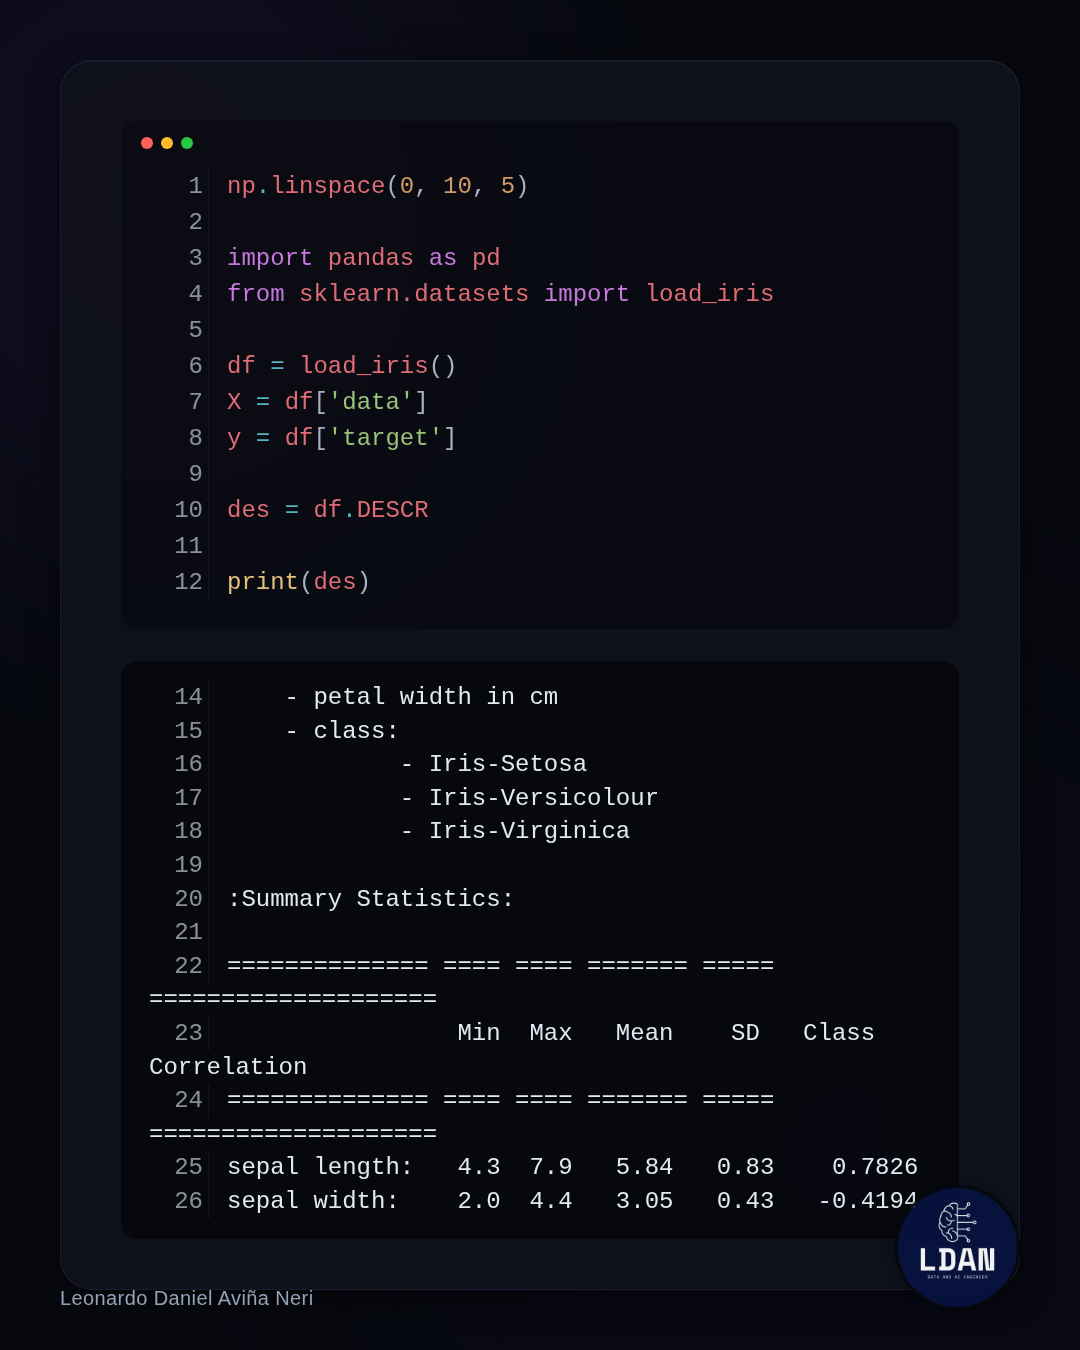 1 np.linspace(0, 10, 5)
2
3 import pandas as pd
4 from sklearn.datasets import load_iris
5
6 df = load_iris()
7 X = df['data']
8 y = df['target']
9
10 des = df.DESCR
11
12 print(des)
14     - petal width in cm
15     - class:
16             - Iris-Setosa
17             - Iris-Versicolour
18             - Iris-Virginica
19
20 :Summary Statistics:
21
22 ============== ==== ==== ======= =====
====================
23                 Min  Max   Mean    SD   Class
Correlation
24 ============== ==== ==== ======= =====
====================
25 sepal length:   4.3  7.9   5.84   0.83    0.7826
26 sepal width:    2.0  4.4   3.05   0.43   -0.4194
LDAN
DATA AND AI ENGINEER
Leonardo Daniel Aviña Neri